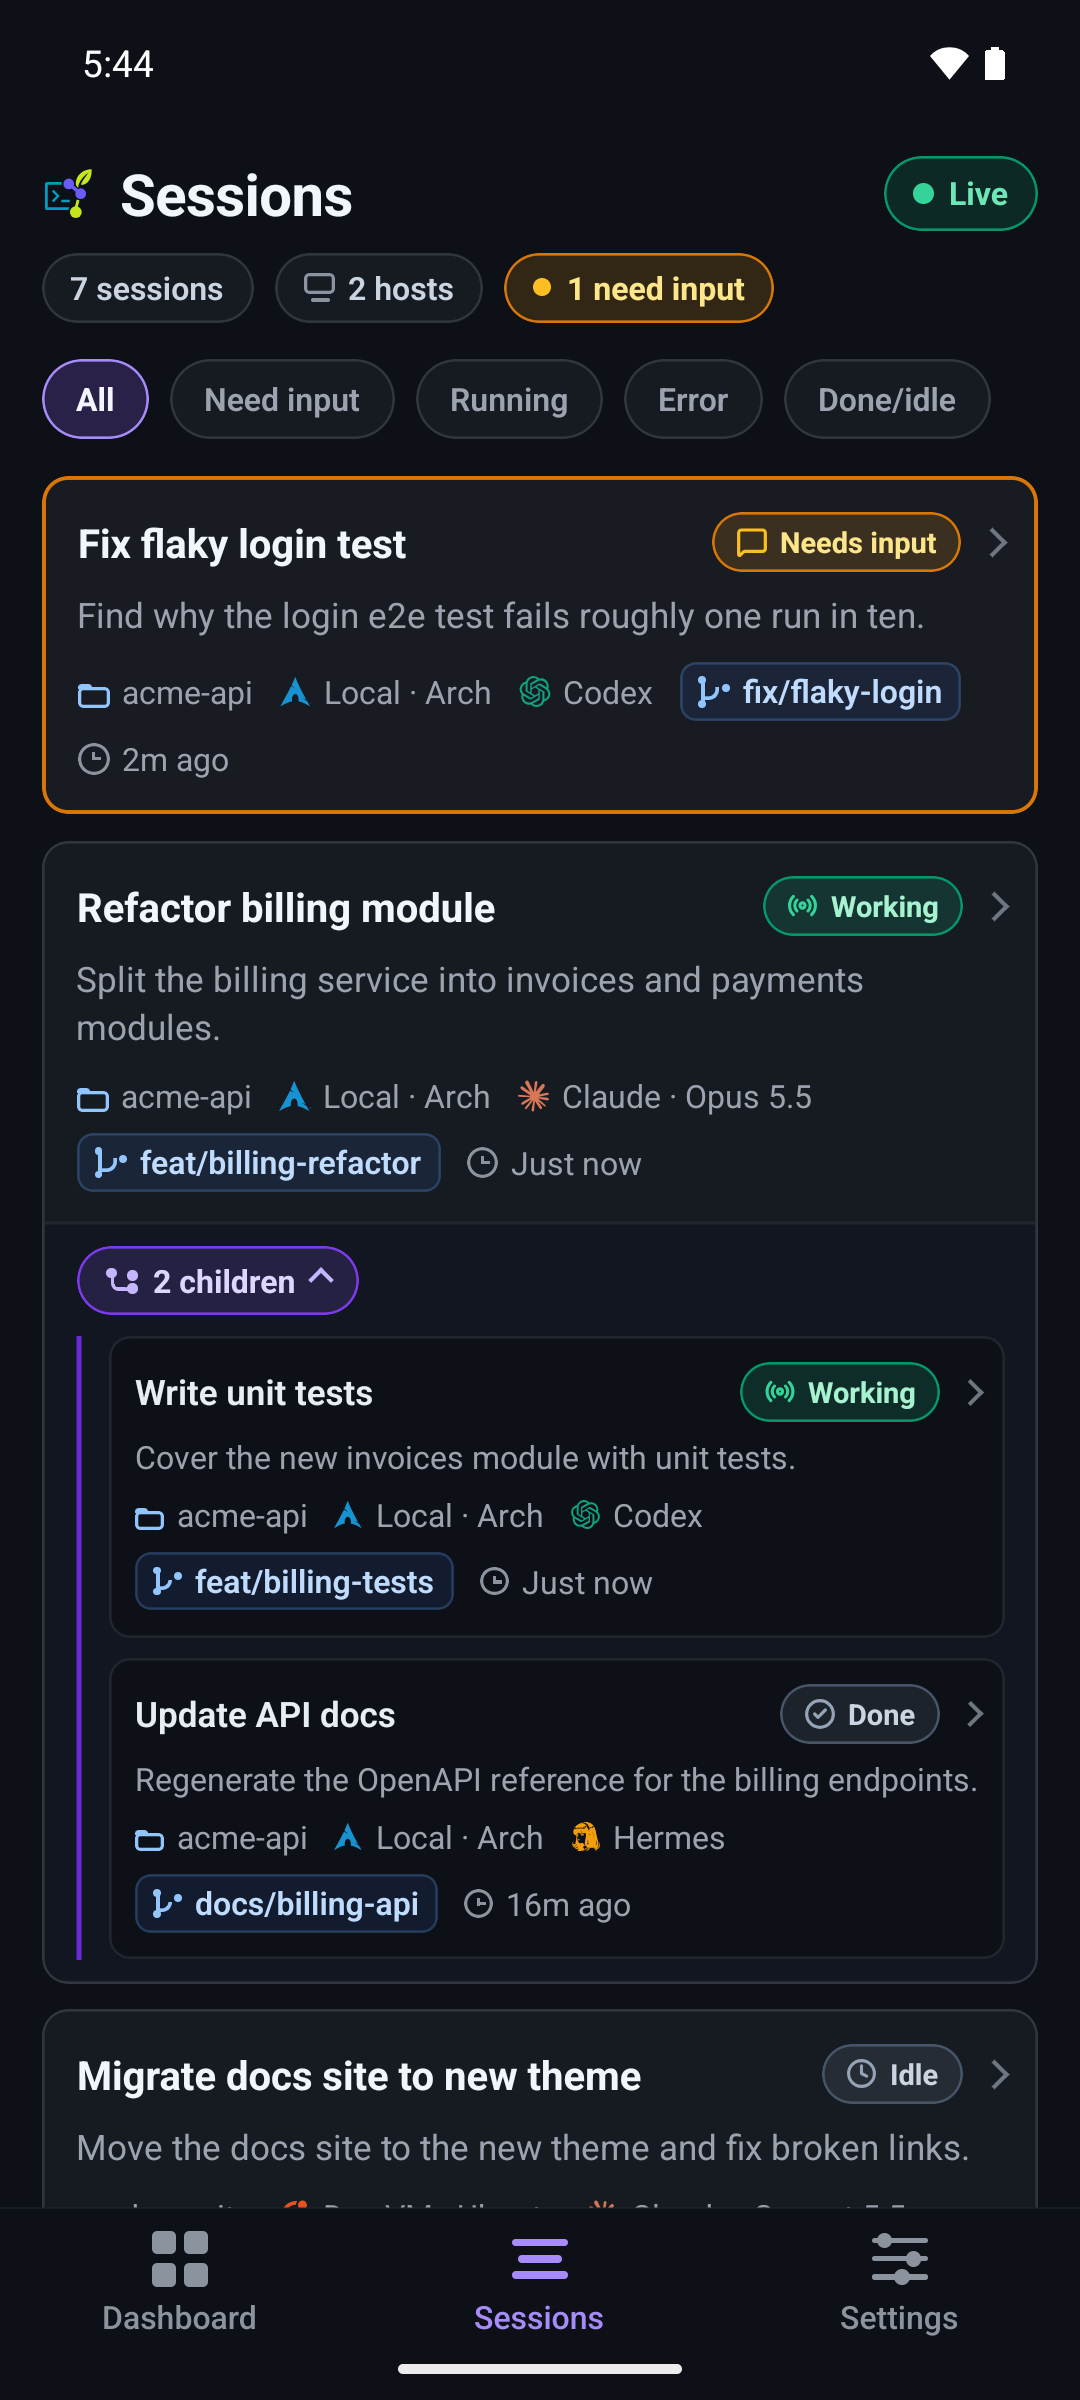 5:44
Sessions
Live
7 sessions
2 hosts
1 need input
All
Need input
Running
Error
Done/idle
Fix flaky login test
Needs input
Find why the login e2e test fails roughly one run in ten.
acme-api
Local · Arch
Codex
fix/flaky-login
2m ago
Refactor billing module
Working
Split the billing service into invoices and payments
modules.
acme-api
Local · Arch
Claude · Opus 5.5
feat/billing-refactor
Just now
2 children
Write unit tests
Working
Cover the new invoices module with unit tests.
acme-api
Local · Arch
Codex
feat/billing-tests
Just now
Update API docs
Done
Regenerate the OpenAPI reference for the billing endpoints.
acme-api
Local · Arch
Hermes
docs/billing-api
16m ago
Migrate docs site to new theme
Idle
Move the docs site to the new theme and fix broken links.
Dashboard
Sessions
Settings